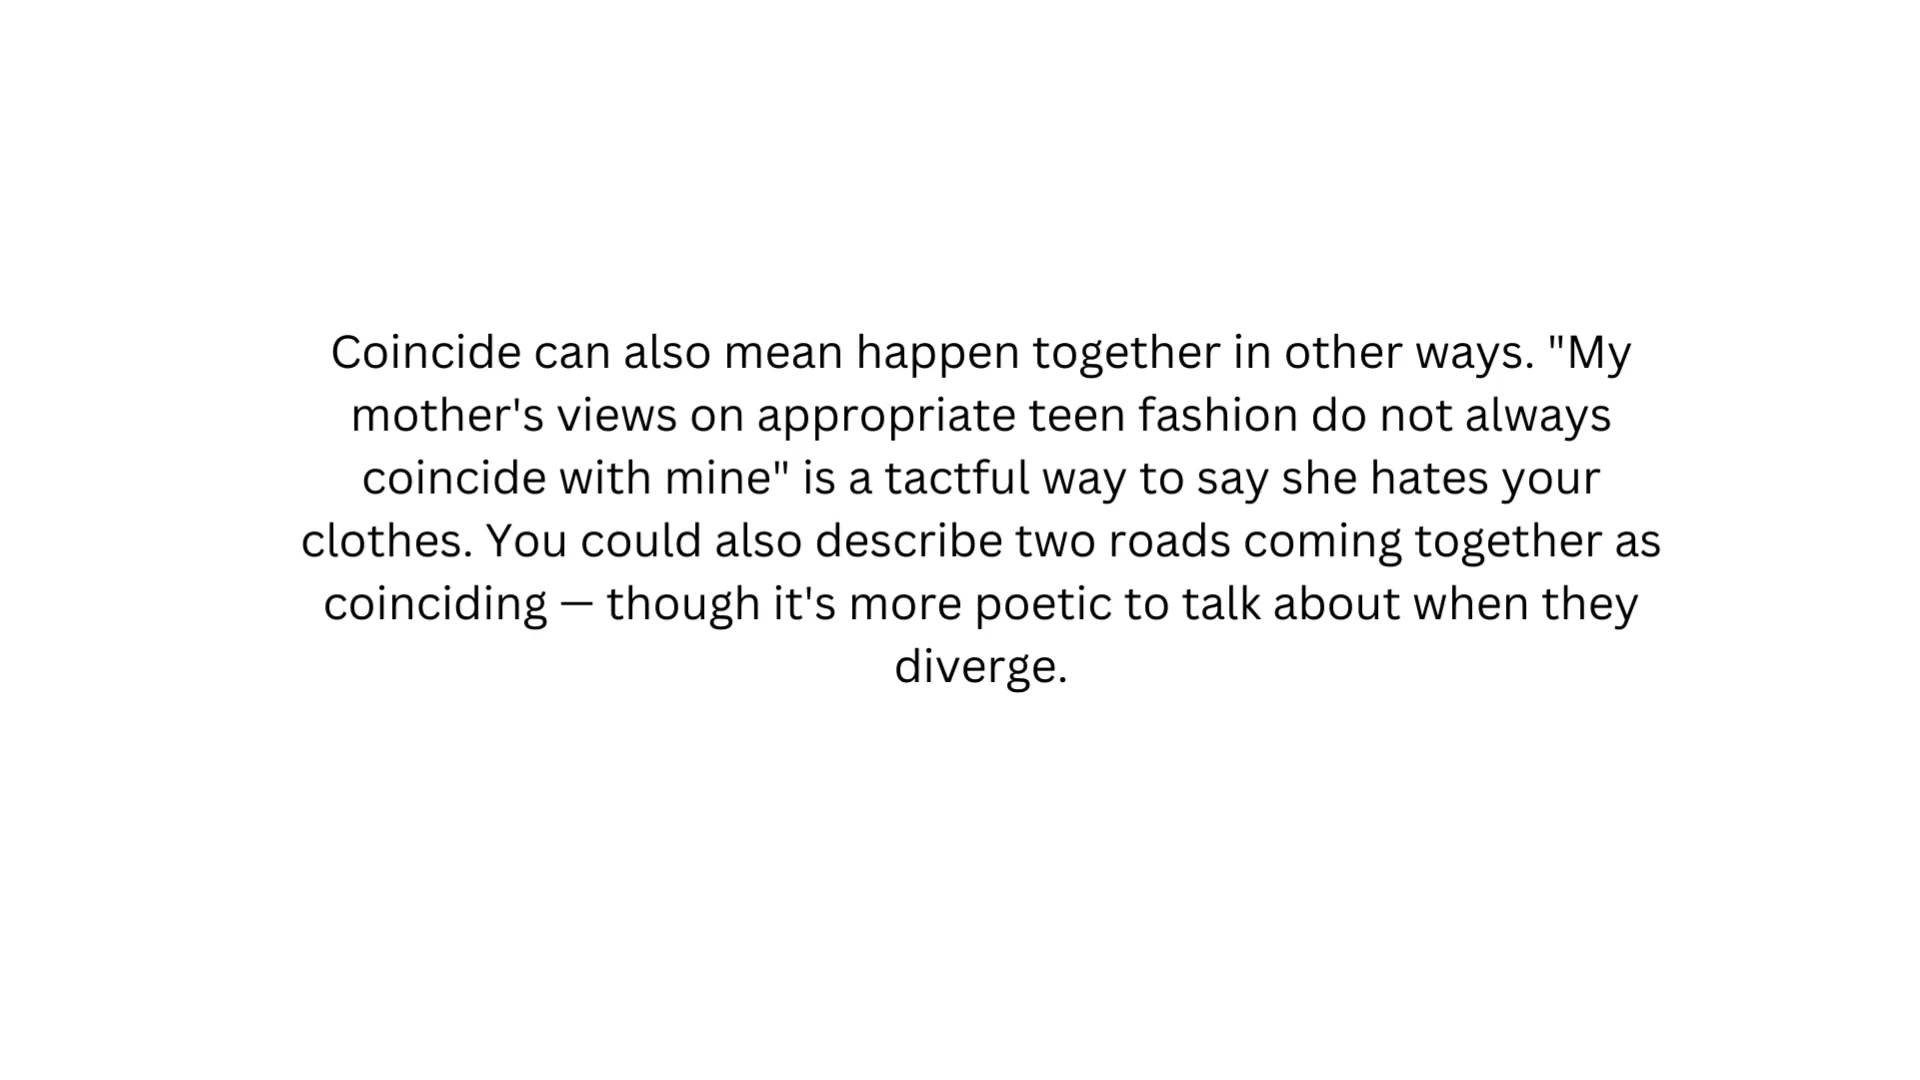 Coincide can also mean happen together in other ways. "My
mother's views on appropriate teen fashion do not always
coincide with mine" is a tactful way to say she hates your
clothes. You could also describe two roads coming together as
coinciding — though it's more poetic to talk about when they
diverge.